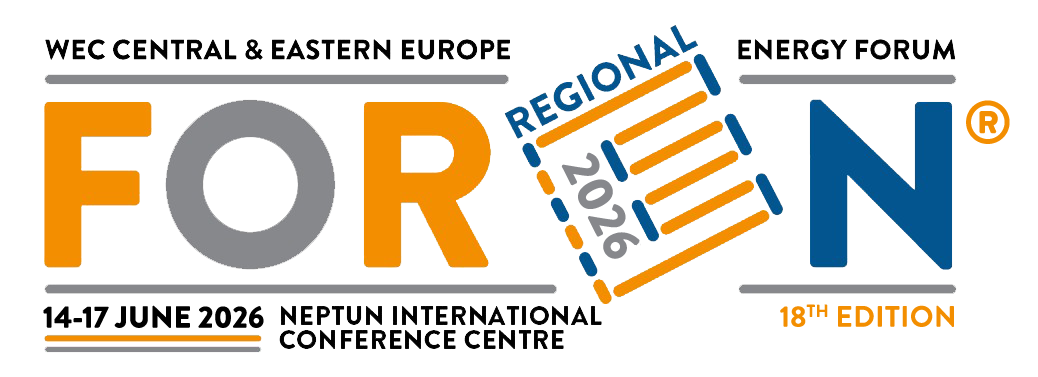 WEC CENTRAL & EASTERN EUROPE
REGIONAL
ENERGY FORUM
FOREN®
2026
14-17 JUNE 2026
NEPTUN INTERNATIONAL
CONFERENCE CENTRE
18TH EDITION